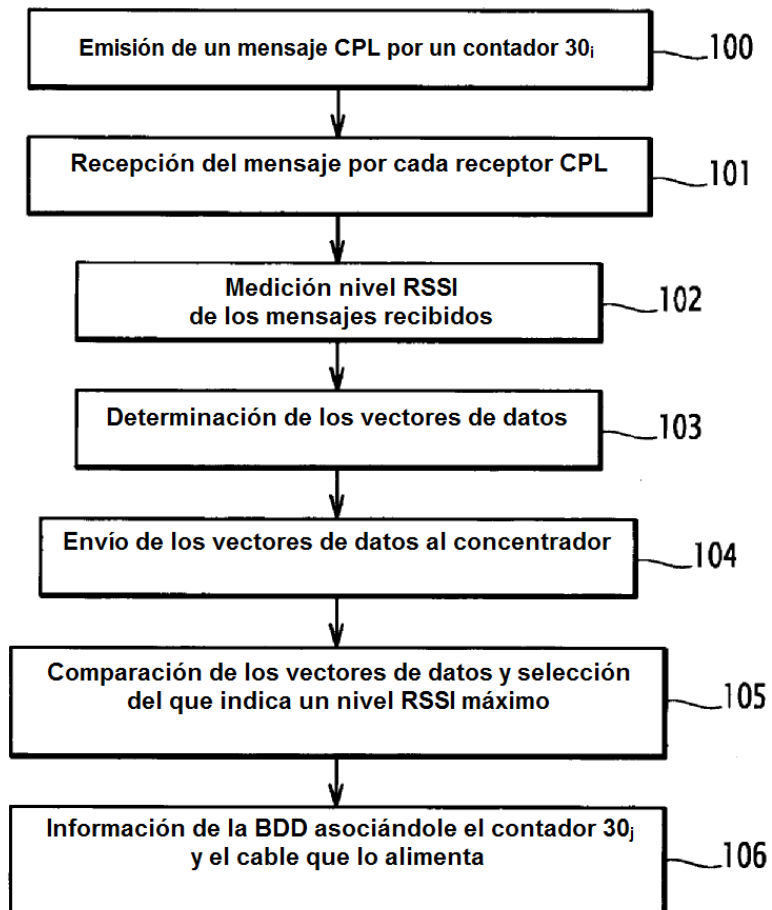 Emisión de un mensaje CPL por un contador 30i
100
Recepción del mensaje por cada receptor CPL
101
Medición nivel RSSI
de los mensajes recibidos
102
Determinación de los vectores de datos
103
Envío de los vectores de datos al concentrador
104
Comparación de los vectores de datos y selección
del que indica un nivel RSSI máximo
105
Información de la BDD asociándole el contador 30j
y el cable que lo alimenta
106